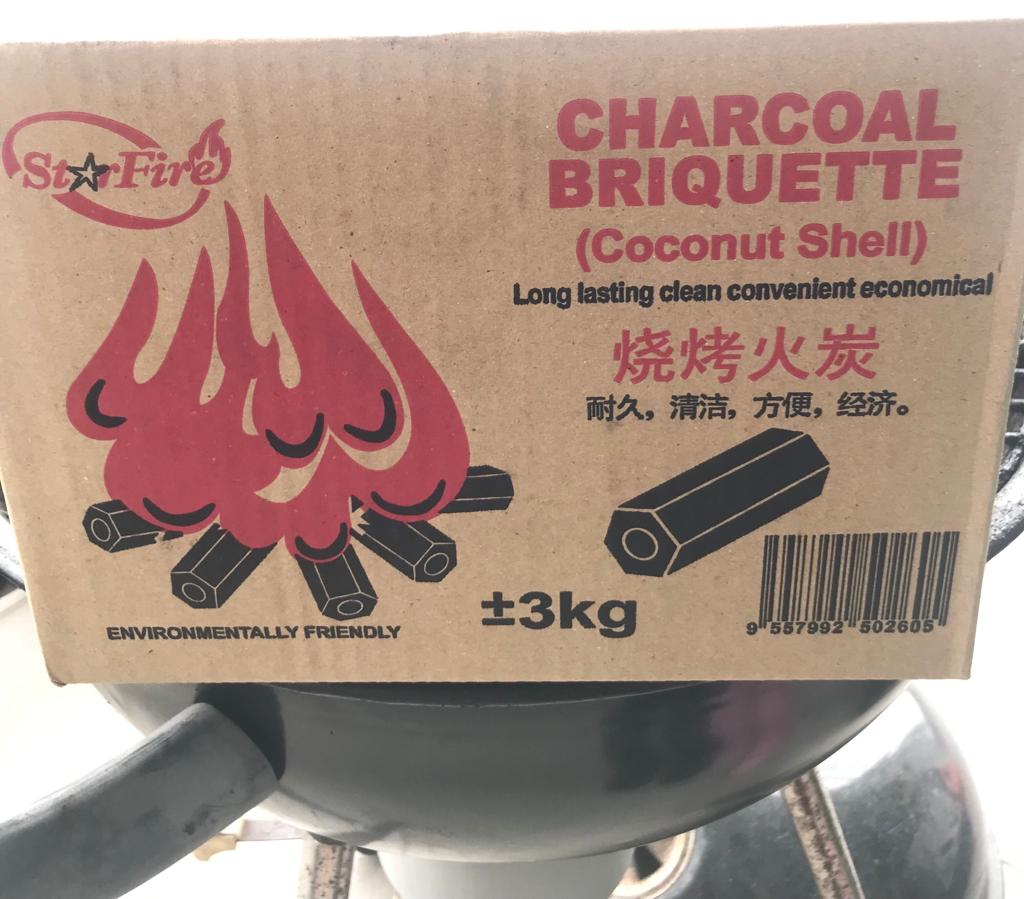 StarFire
CHARCOAL
BRIQUETTE
(Coconut Shell)
Long lasting clean convenient economical
烧烤火炭
耐久，清洁，方便，经济。
ENVIRONMENTALLY FRIENDLY
±3kg
9 557992 502605